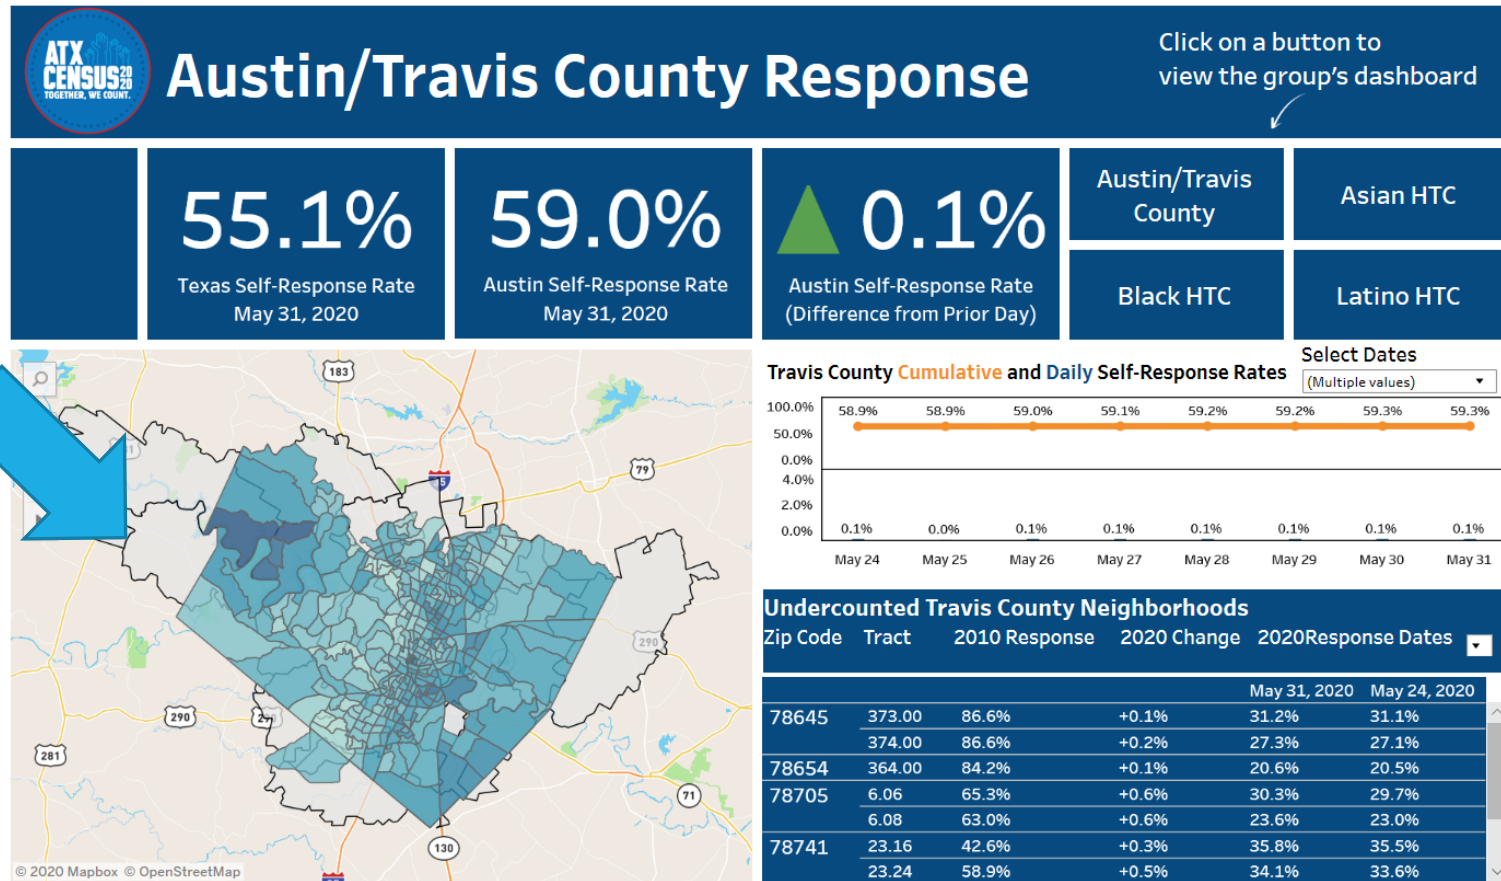 ATX
CENSUS 2020
TOGETHER, WE COUNT.
Austin/Travis County Response
Click on a button to
view the group's dashboard
55.1%
Texas Self-Response Rate
May 31, 2020
59.0%
Austin Self-Response Rate
May 31, 2020
0.1%
Austin Self-Response Rate
(Difference from Prior Day)
Austin/Travis
County
Asian HTC
Black HTC
Latino HTC
183
79
290
290
281
71
130
© 2020 Mapbox © OpenStreetMap
Travis County Cumulative and Daily Self-Response Rates
Select Dates
(Multiple values)
100.0%
50.0%
0.0%
58.9% 58.9% 59.0% 59.1% 59.2% 59.2% 59.3% 59.3%
4.0%
2.0%
0.0%
0.1% 0.0% 0.1% 0.1% 0.1% 0.1% 0.1% 0.1%
May 24 May 25 May 26 May 27 May 28 May 29 May 30 May 31
Undercounted Travis County Neighborhoods
Zip Code Tract 2010 Response 2020 Change 2020Response Dates
May 31, 2020 May 24, 2020
78645 373.00 86.6% +0.1% 31.2% 31.1%
374.00 86.6% +0.2% 27.3% 27.1%
78654 364.00 84.2% +0.1% 20.6% 20.5%
78705 6.06 65.3% +0.6% 30.3% 29.7%
6.08 63.0% +0.6% 23.6% 23.0%
78741 23.16 42.6% +0.3% 35.8% 35.5%
23.24 58.9% +0.5% 34.1% 33.6%